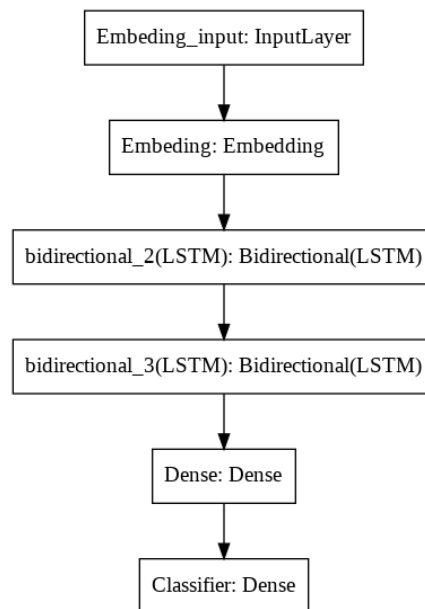 Embeding_input: InputLayer
Embeding: Embedding
bidirectional_2(LSTM): Bidirectional(LSTM)
bidirectional_3(LSTM): Bidirectional(LSTM)
Dense: Dense
Classifier: Dense